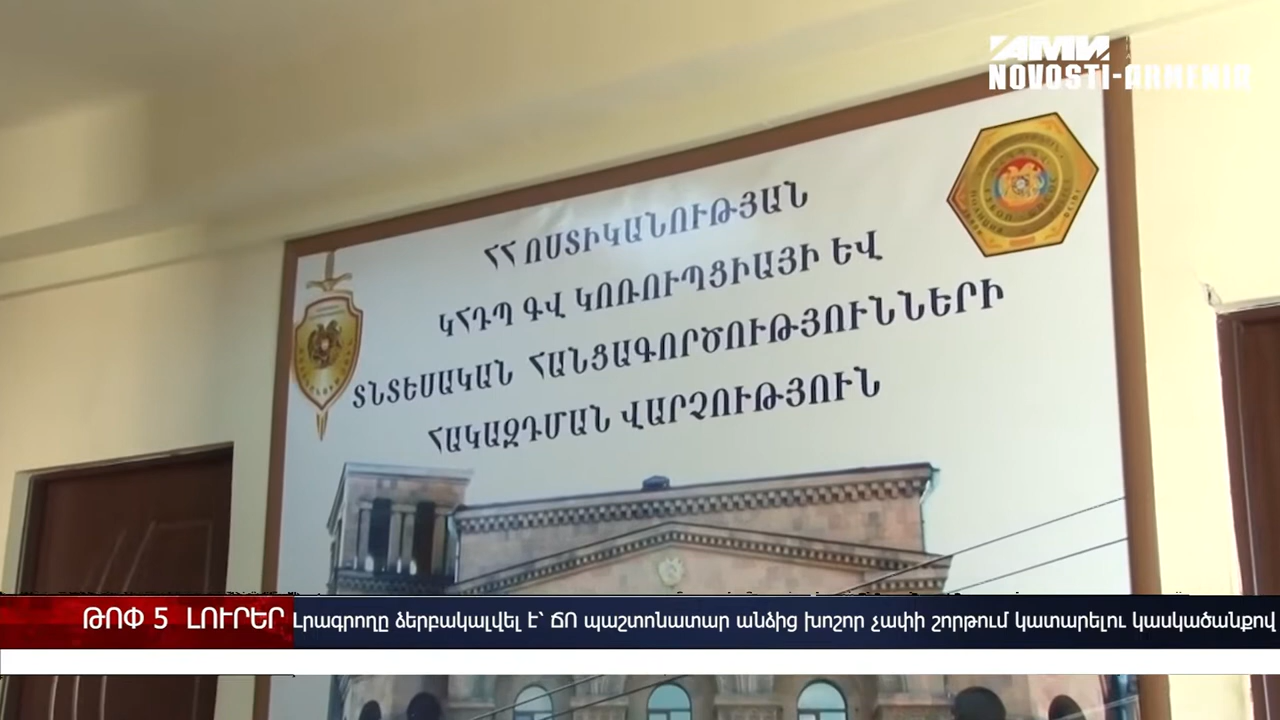 АМИ
NOVOSTI-ARMENIA
ՀՀ ՈՍՏԻԿԱՆՈՒԹՅԱՆ
ԿՀԴՊ ԳՎ ԿՈՌՈՒՊՑԻԱՅԻ ԵՎ
ՏՆՏԵՍԱԿԱՆ ՀԱՆՑԱԳՈՐԾՈՒԹՅՈՒՆՆԵՐԻ
ՀԱԿԱԶԴՄԱՆ ՎԱՐՉՈՒԹՅՈՒՆ
ԹՈՓ 5 ԼՈՒՐԵՐ
Լրագրողը ձերբակալվել է՝ ՃՈ պաշտոնատար անձից խոշոր չափի շորթում կատարելու կասկածանքով